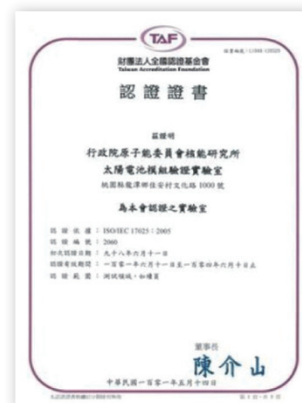 TAF
財團法人全國認證基金會
Taiwan Accreditation Foundation
認證證書
茲證明
行政院原子能委員會核能研究所
太陽電池模組驗證實驗室
桃園縣龍潭鄉佳安村文化路 1000 號
為本會認證之實驗室
認證依據：ISO/IEC 17025：2005
認證編號：2060
初次認證日期：九十八年六月十一日
認證有效期間：一百零一年六月十一日至一百零四年六月十日止
認證範圍：測試領域，如續頁
董事長
陳介山
中華民國一百零一年五月十四日